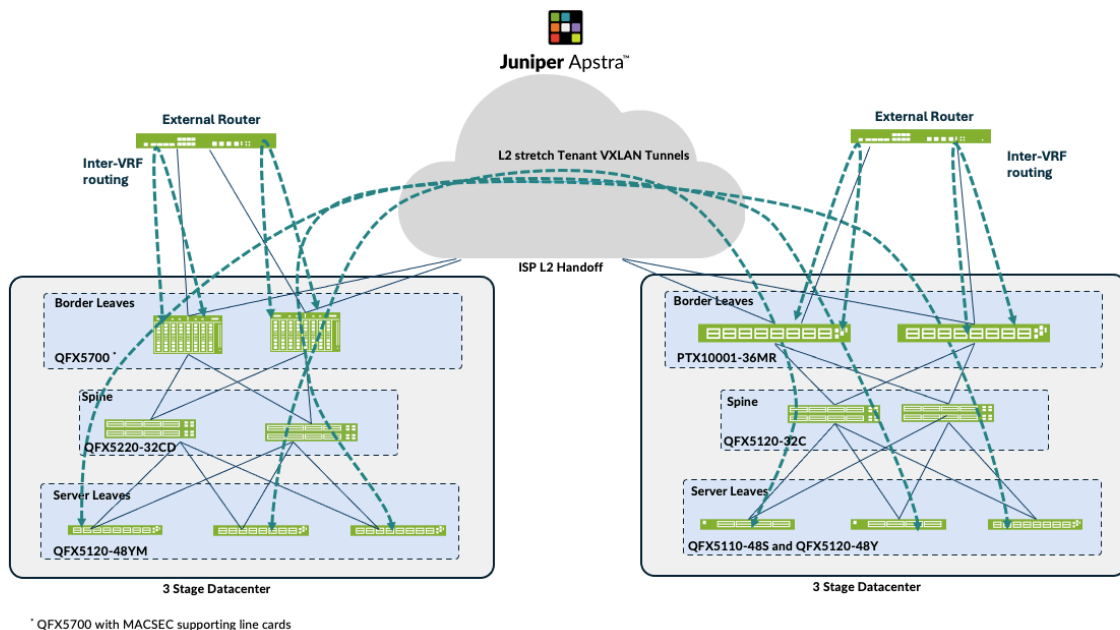 Juniper Apstra™
External Router
External Router
Inter-VRF
routing
Inter-VRF
routing
L2 stretch Tenant VXLAN Tunnels
ISP L2 Handoff
Border Leaves
QFX5700 *
Spine
QFX5220-32CD
Server Leaves
QFX5120-48YM
3 Stage Datacenter
Border Leaves
PTX10001-36MR
Spine
QFX5120-32C
Server Leaves
QFX5110-48S and QFX5120-48Y
3 Stage Datacenter
* QFX5700 with MACSEC supporting line cards